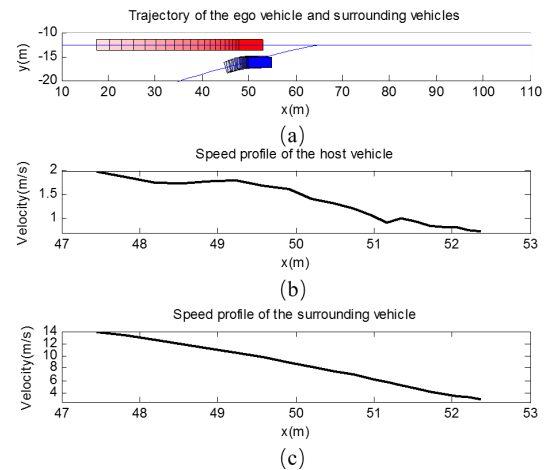 Trajectory of the ego vehicle and surrounding vehicles
-10
-15
-20
y(m)
10 20 30 40 50 60 70 80 90 100 110
x(m)
(a)
Speed profile of the host vehicle
2
1.5
1
Velocity(m/s)
47 48 49 50 51 52 53
x(m)
(b)
Speed profile of the surrounding vehicle
14
12
10
8
6
4
Velocity(m/s)
47 48 49 50 51 52 53
x(m)
(c)